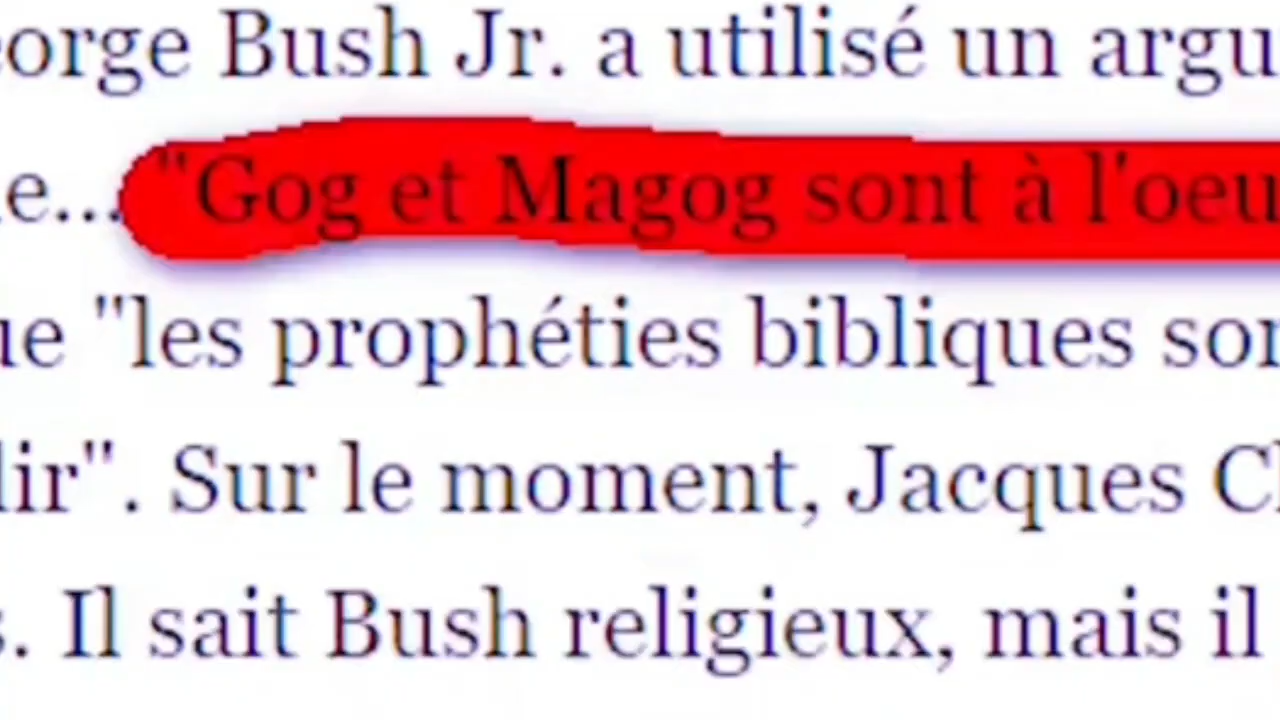 eorge Bush Jr. a utilisé un argu
e... "Gog et Magog sont à l'oeu
ue "les prophéties bibliques son
lir". Sur le moment, Jacques Ch
s. Il sait Bush religieux, mais il